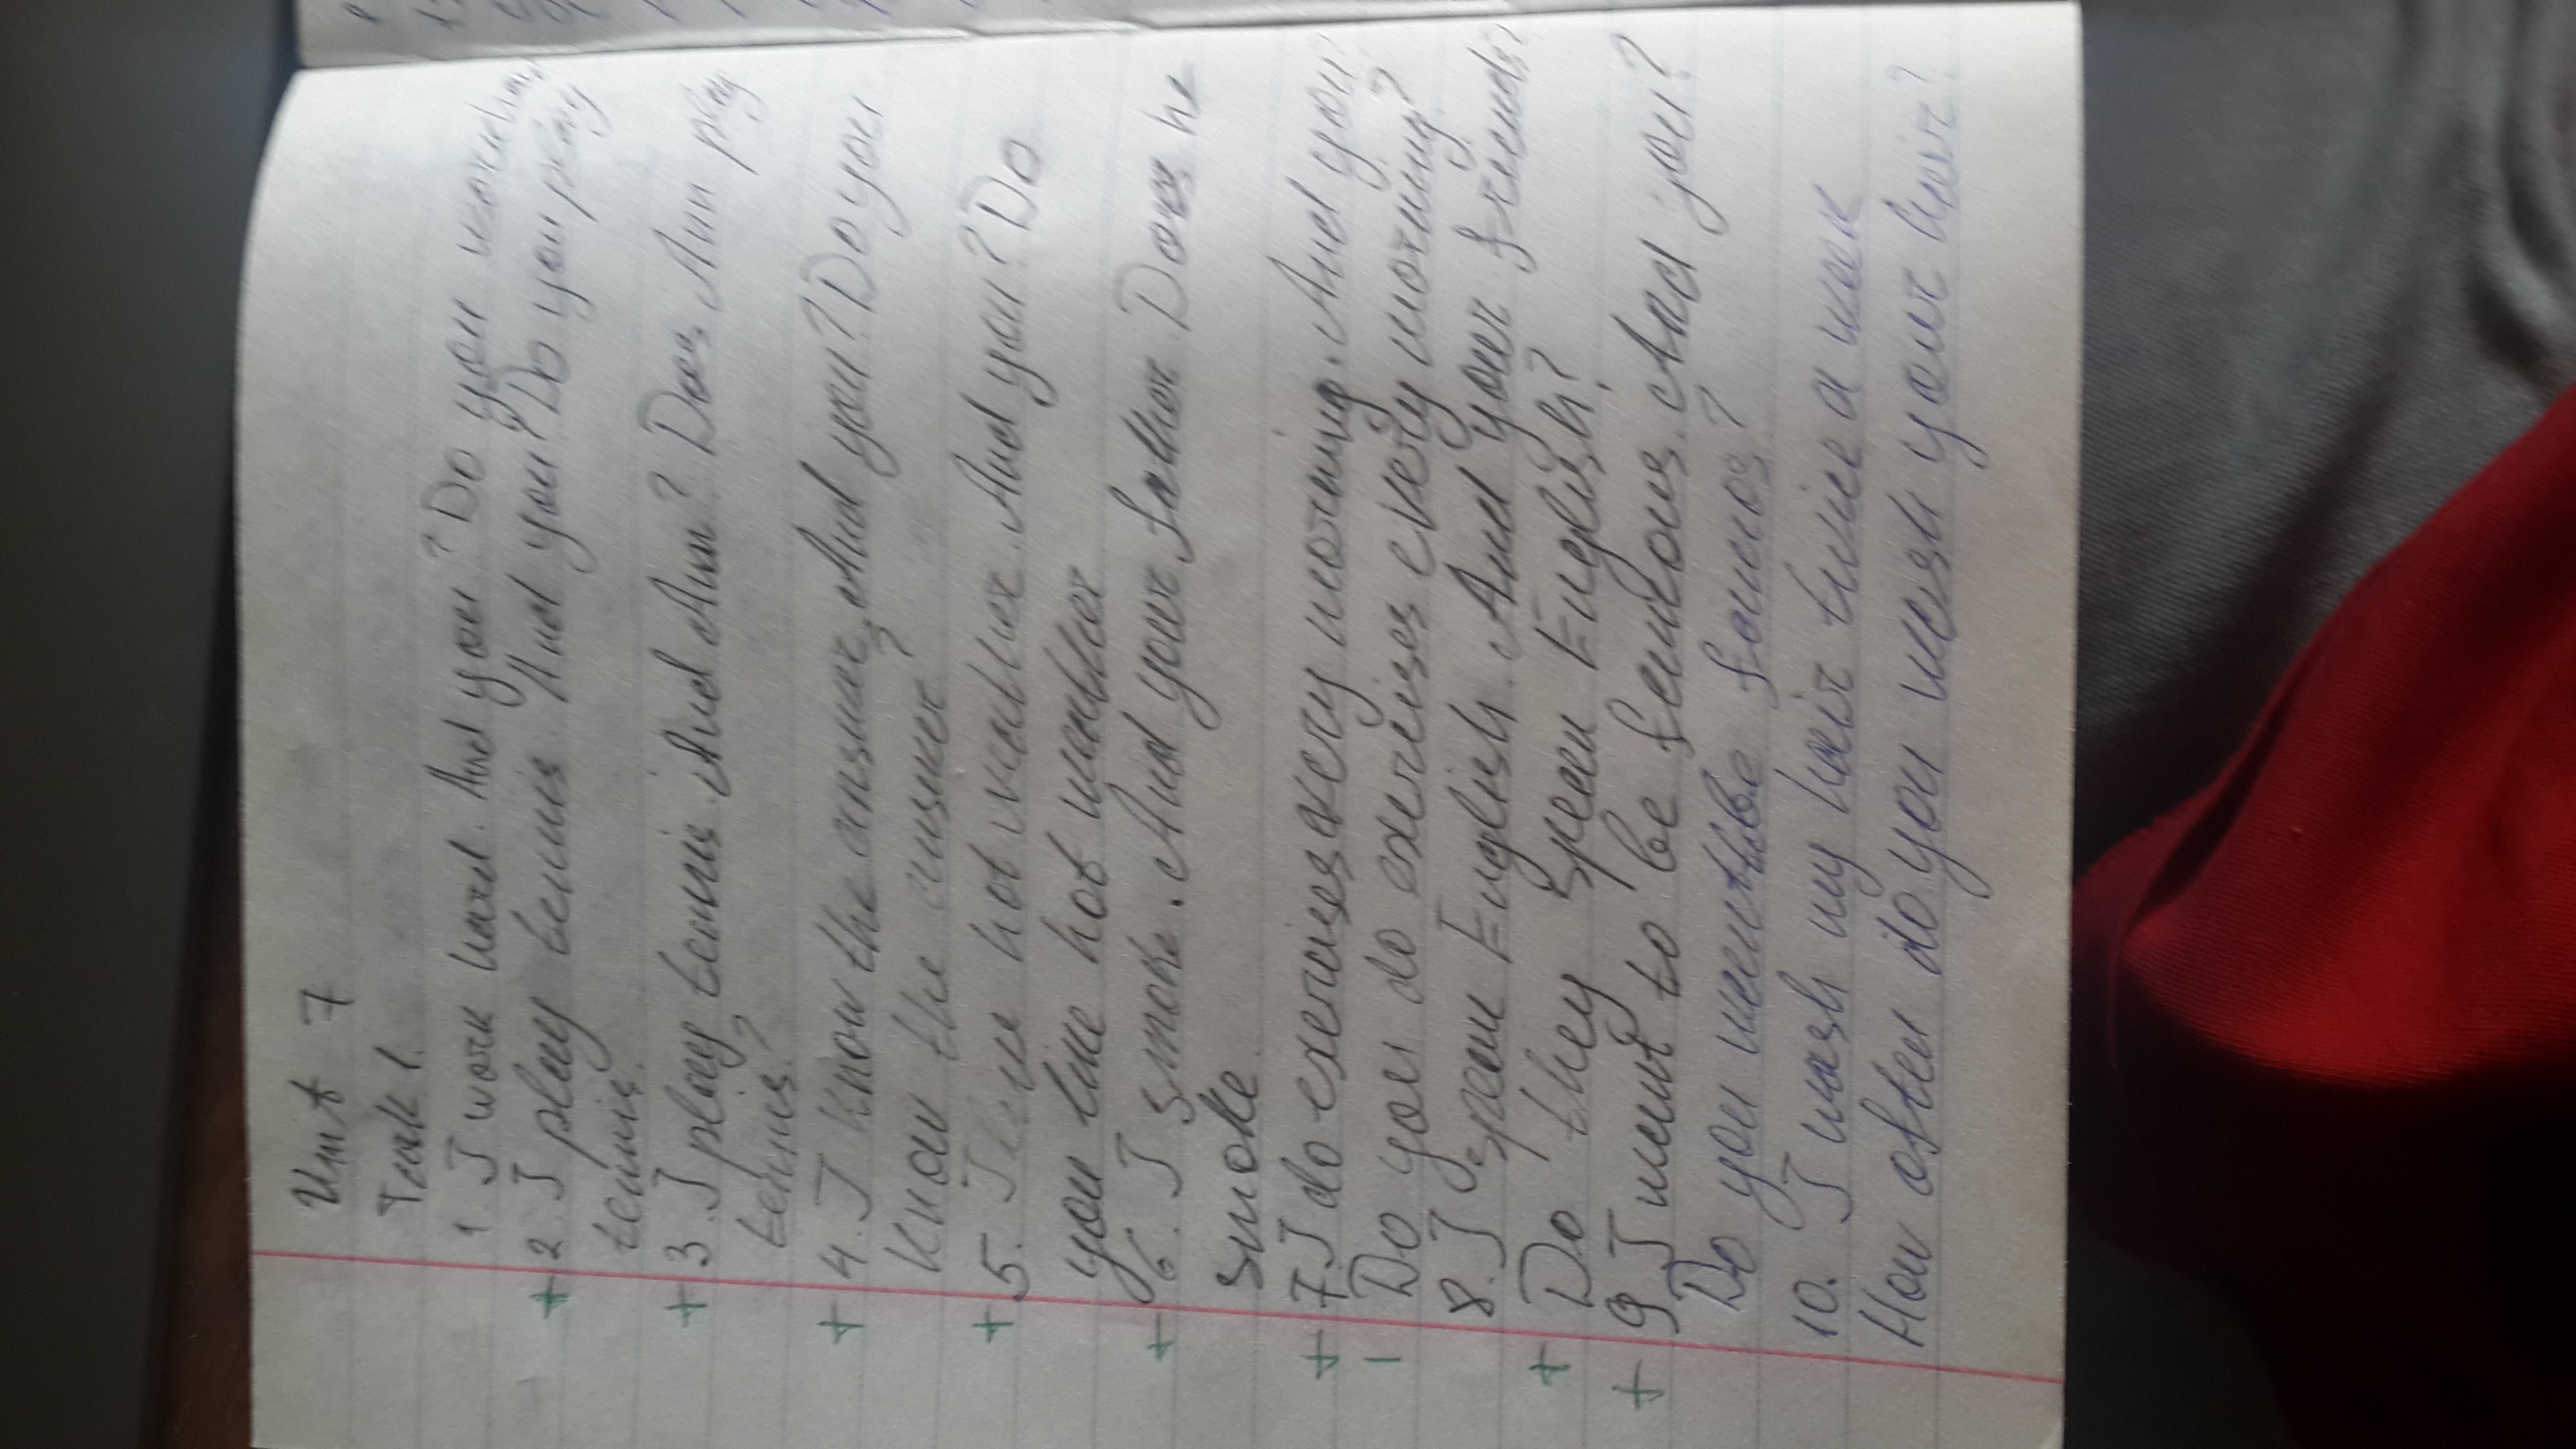 Unit 7
Task 1.
1. I work hard. And you? Do you work hard
+ 2 I play tennis. And you? Do you play
tennis.
+ 3. I play tennis. And Ann? Does Ann play
tennis?
+ 4. I know the answer. And you? Do you
know the answer?
+ 5. I like hot weather. And you? Do
you like hot weather
+ 6. I smoke. And your father Does he
smoke
+ 7 I do exercises every morning. And you?
- Do you do exercises every morning?
8. I speak English. And your friends?
+ Do they speak English?
+ 9 I want to be famous. And you?
Do you want to be famos?
10. I wash my hair twice a week
How often do you wash your hair?